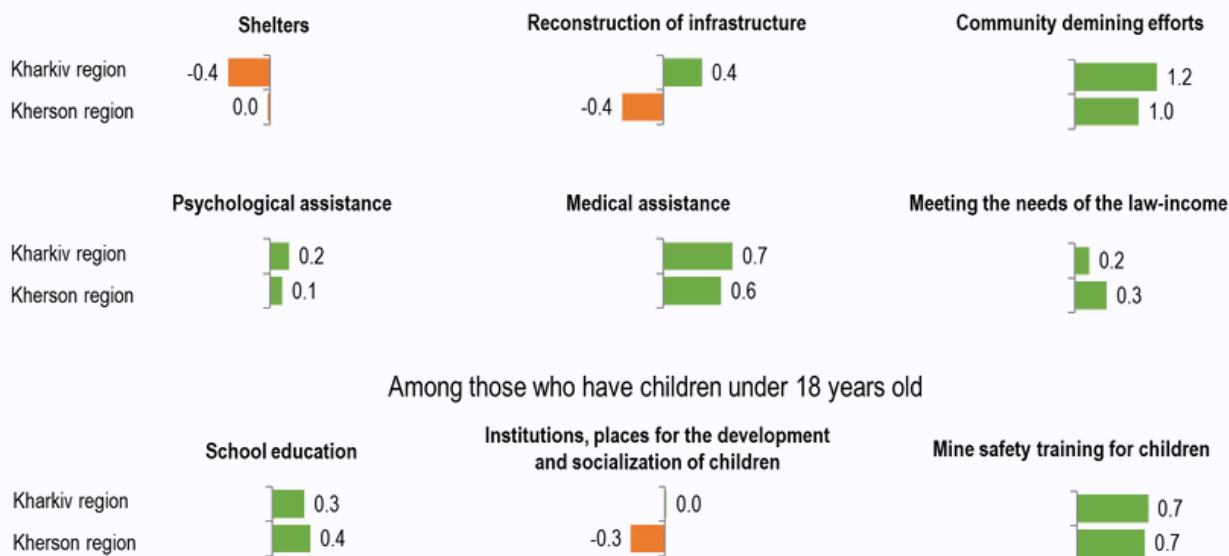 Shelters
Reconstruction of infrastructure
Community demining efforts
Kharkiv region
-0.4
0.4
1.2
Kherson region
0.0
-0.4
1.0
Psychological assistance
Medical assistance
Meeting the needs of the law-income
Kharkiv region
0.2
0.7
0.2
Kherson region
0.1
0.6
0.3
Among those who have children under 18 years old
School education
Institutions, places for the development
and socialization of children
Mine safety training for children
Kharkiv region
0.3
0.0
0.7
Kherson region
0.4
-0.3
0.7